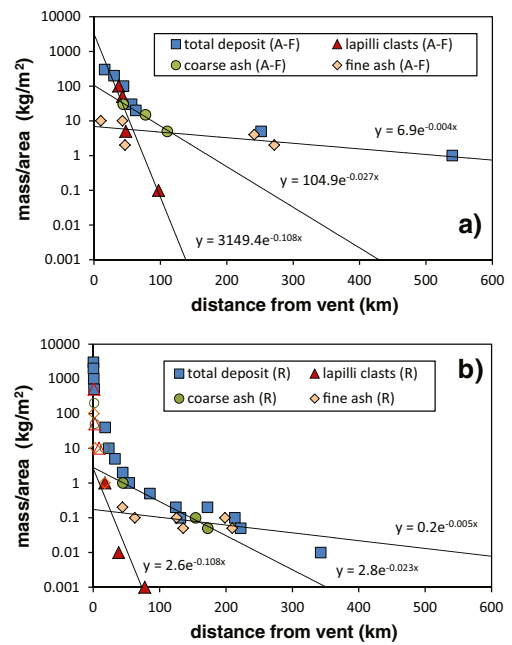 10000
1000
100
10
1
0.1
0.01
0.001
mass/area (kg/m²)
total deposit (A-F)
lapilli clasts (A-F)
coarse ash (A-F)
fine ash (A-F)
y = 6.9e^-0.004x
y = 104.9e^-0.027x
y = 3149.4e^-0.108x
a)
0 100 200 300 400 500 600
distance from vent (km)
10000
1000
100
10
1
0.1
0.01
0.001
mass/area (kg/m²)
b)
total deposit (R)
lapilli clasts (R)
coarse ash (R)
fine ash (R)
y = 0.2e^-0.005x
y = 2.6e^-0.108x
y = 2.8e^-0.023x
0 100 200 300 400 500 600
distance from vent (km)